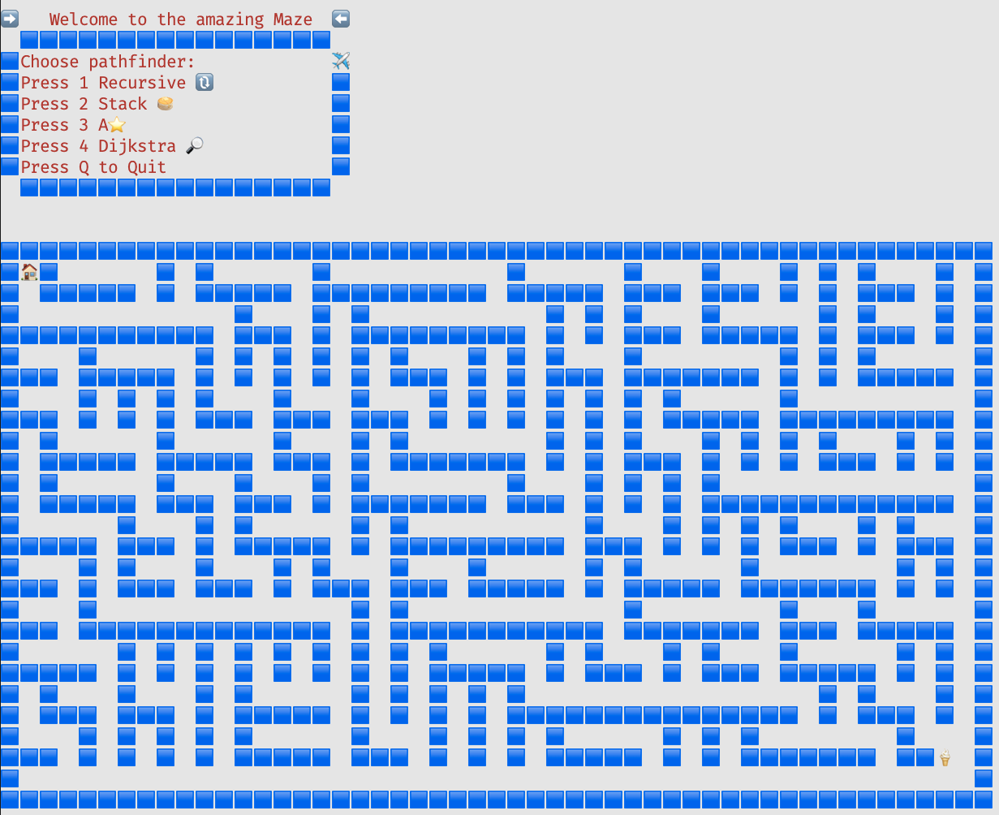 Welcome to the amazing Maze
Choose pathfinder:
Press 1 Recursive
Press 2 Stack
Press 3 A
Press 4 Dijkstra
Press Q to Quit